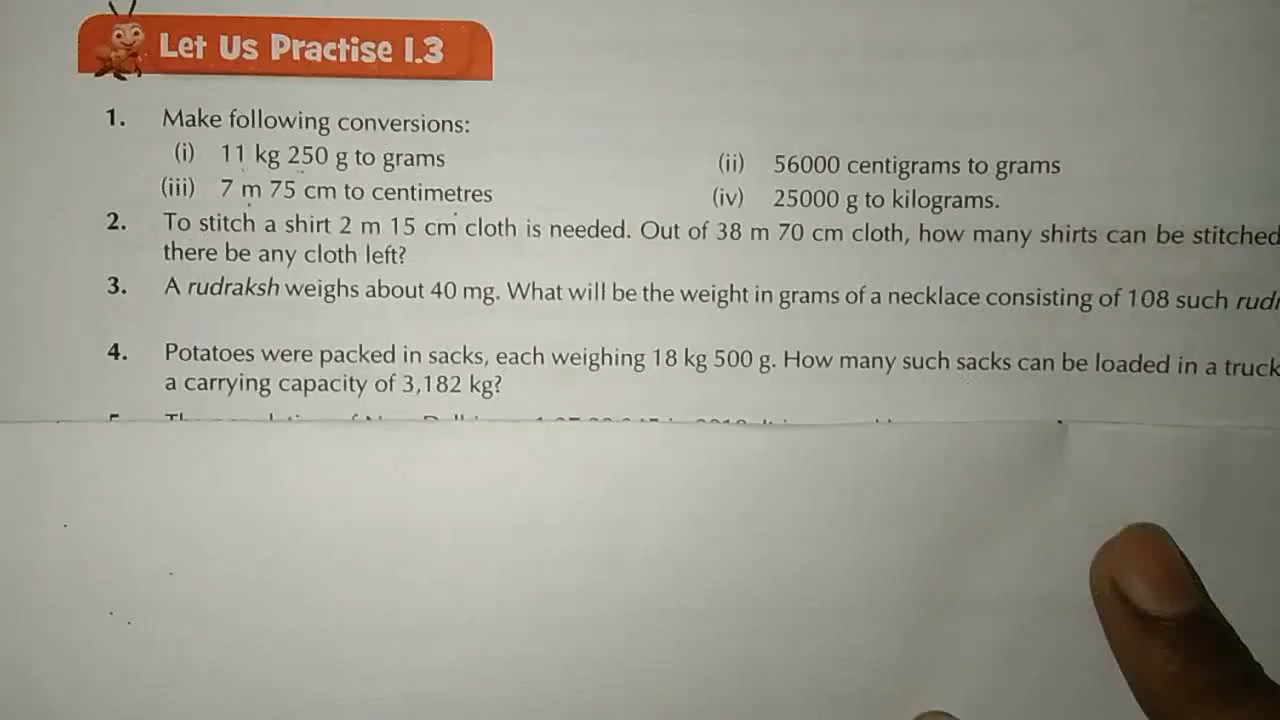 Let Us Practise 1.3
1. Make following conversions:
(i) 11 kg 250 g to grams
(ii) 56000 centigrams to grams
(iii) 7 m 75 cm to centimetres
(iv) 25000 g to kilograms.
2. To stitch a shirt 2 m 15 cm cloth is needed. Out of 38 m 70 cm cloth, how many shirts can be stitched
there be any cloth left?
3. A rudraksh weighs about 40 mg. What will be the weight in grams of a necklace consisting of 108 such
4. Potatoes were packed in sacks, each weighing 18 kg 500 g. How many such sacks can be loaded in a truck
a carrying capacity of 3,182 kg?